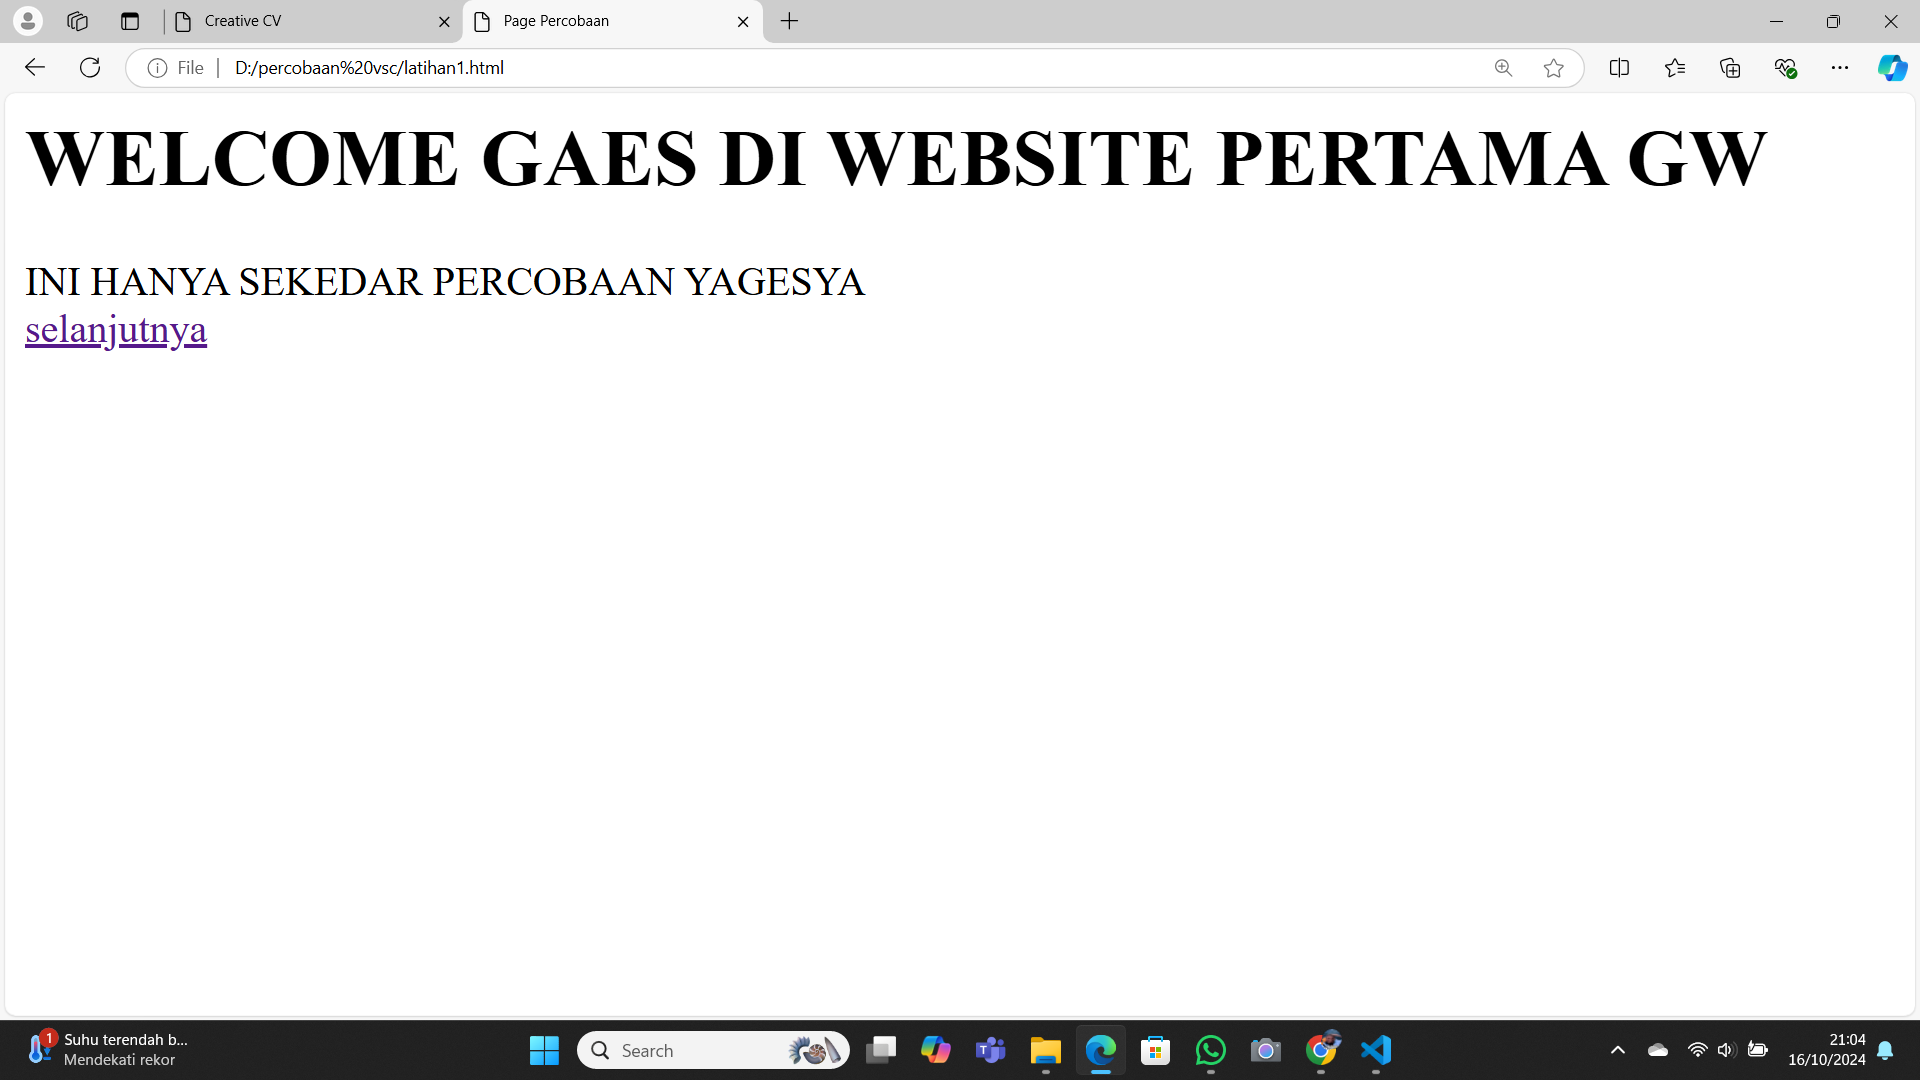 Creative CV
Page Percobaan
File
D:/percobaan%20vsc/latihan1.html
WELCOME GAES DI WEBSITE PERTAMA GW
INI HANYA SEKEDAR PERCOBAAN YAGESYA
selanjutnya
1
Suhu terendah b...
Mendekati rekor
Search
21:04
16/10/2024